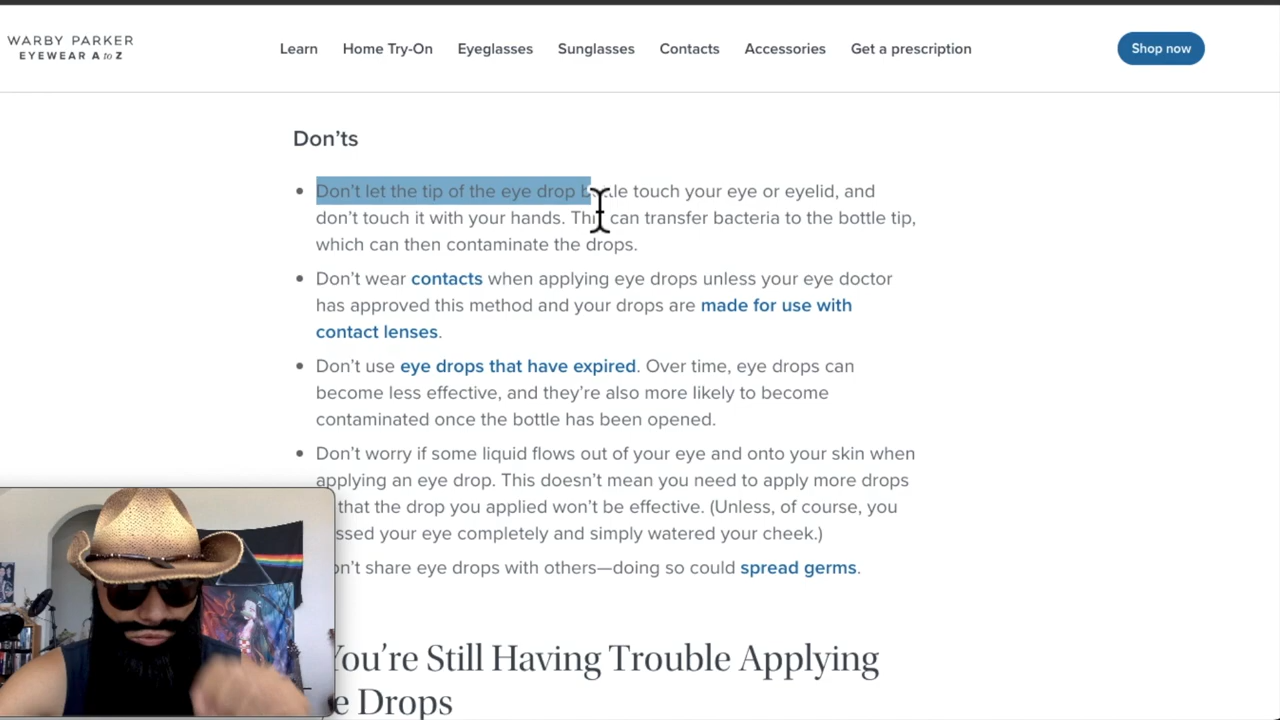 WARBY PARKER
EYEWEAR A to Z
Learn Home Try-On Eyeglasses Sunglasses Contacts Accessories Get a prescription Shop now
Don'ts
Don't let the tip of the eye drop b tle touch your eye or eyelid, and
don't touch it with your hands. Thi can transfer bacteria to the bottle tip,
which can then contaminate the drops.
Don't wear contacts when applying eye drops unless your eye doctor
has approved this method and your drops are made for use with
contact lenses.
Don't use eye drops that have expired. Over time, eye drops can
become less effective, and they're also more likely to become
contaminated once the bottle has been opened.
Don't worry if some liquid flows out of your eye and onto your skin when
applying an eye drop. This doesn't mean you need to apply more drops
that the drop you applied won't be effective. (Unless, of course, you
ssed your eye completely and simply watered your cheek.)
on't share eye drops with others—doing so could spread germs.
You're Still Having Trouble Applying
e Drops